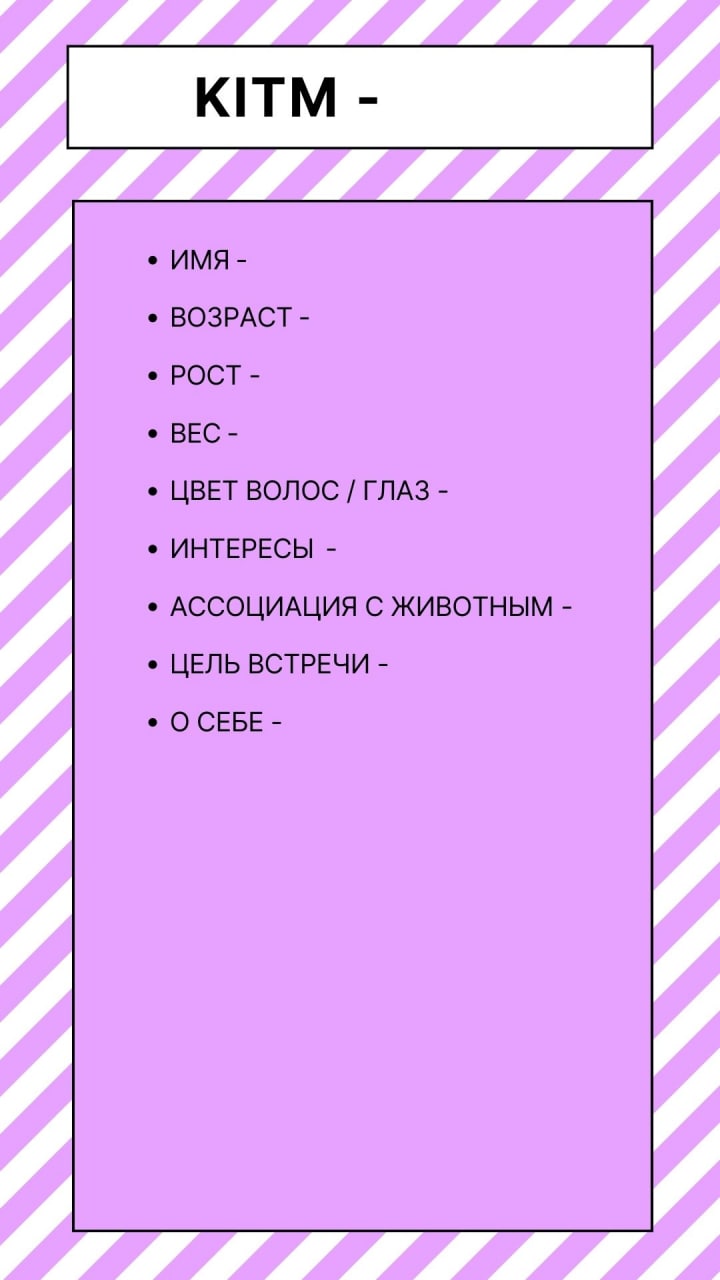 KITM -
• ИМЯ -
• ВОЗРАСТ -
• РОСТ -
• ВЕС -
• ЦВЕТ ВОЛОС / ГЛАЗ -
• ИНТЕРЕСЫ -
• АССОЦИАЦИЯ С ЖИВОТНЫМ -
• ЦЕЛЬ ВСТРЕЧИ -
• О СЕБЕ -